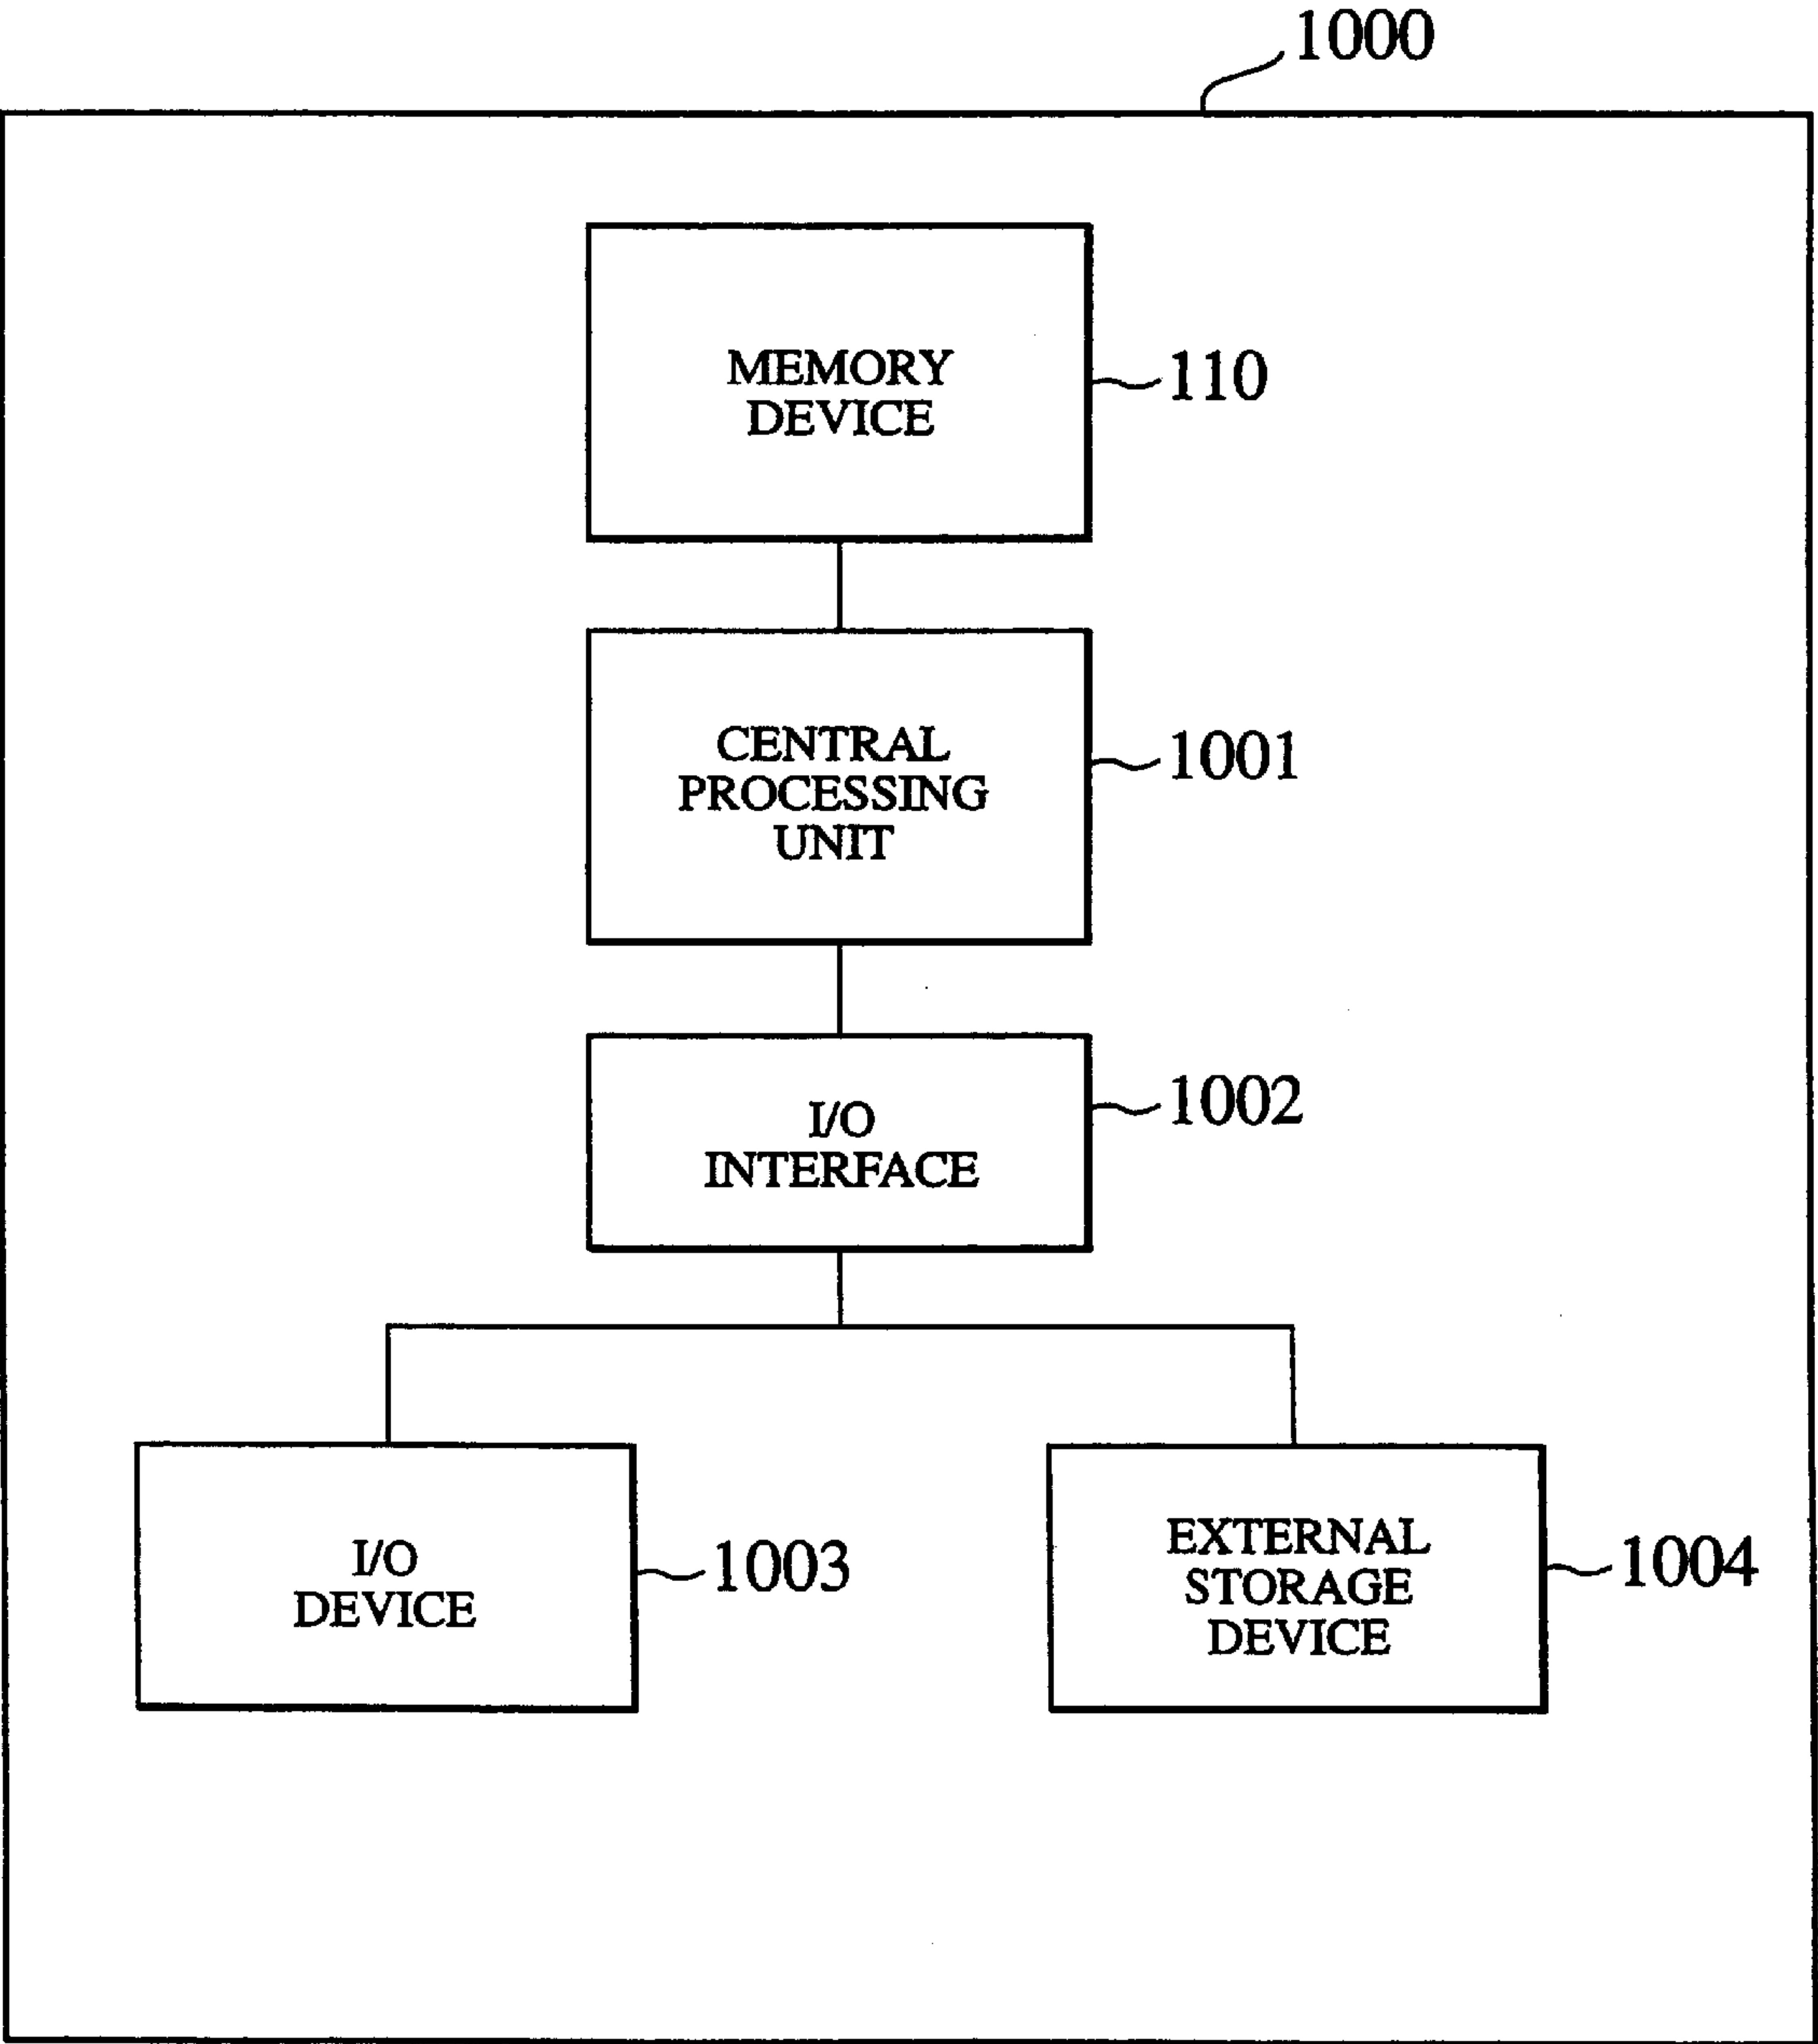 1000
MEMORY
DEVICE
110
CENTRAL
PROCESSING
UNIT
1001
I/O
INTERFACE
1002
I/O
DEVICE
1003
EXTERNAL
STORAGE
DEVICE
1004